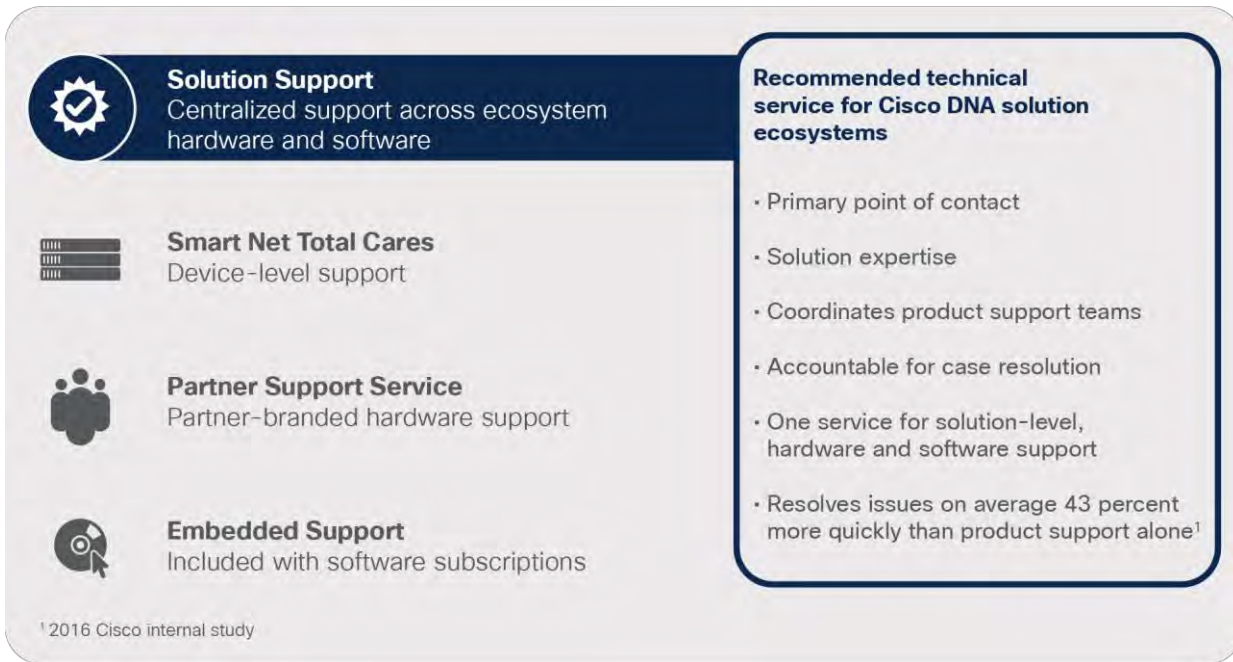 Solution Support
Centralized support across ecosystem
hardware and software
Smart Net Total Cares
Device-level support
Partner Support Service
Partner-branded hardware support
Embedded Support
Included with software subscriptions
¹ 2016 Cisco internal study
Recommended technical
service for Cisco DNA solution
ecosystems
· Primary point of contact
· Solution expertise
· Coordinates product support teams
· Accountable for case resolution
· One service for solution-level,
hardware and software support
· Resolves issues on average 43 percent
more quickly than product support alone¹